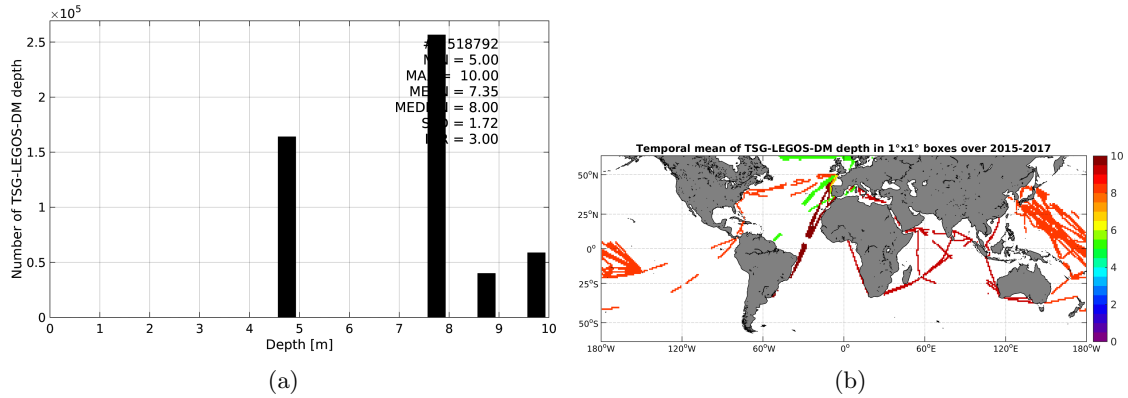 ×10⁵
2.5
2
1.5
1
0.5
0
0 1 2 3 4 5 6 7 8 9 10
Number of TSG-LEGOS-DM depth
Depth [m]
518792
= 5.00
= 10.00
= 7.35
= 8.00
= 1.72
= 3.00
(a)
Temporal mean of TSG-LEGOS-DM depth in 1°x1° boxes over 2015-2017
50°N
25°N
0°
25°S
50°S
180°W 120°W 60°W 0° 60°E 120°E 180°W
10
8
6
4
2
0
(b)